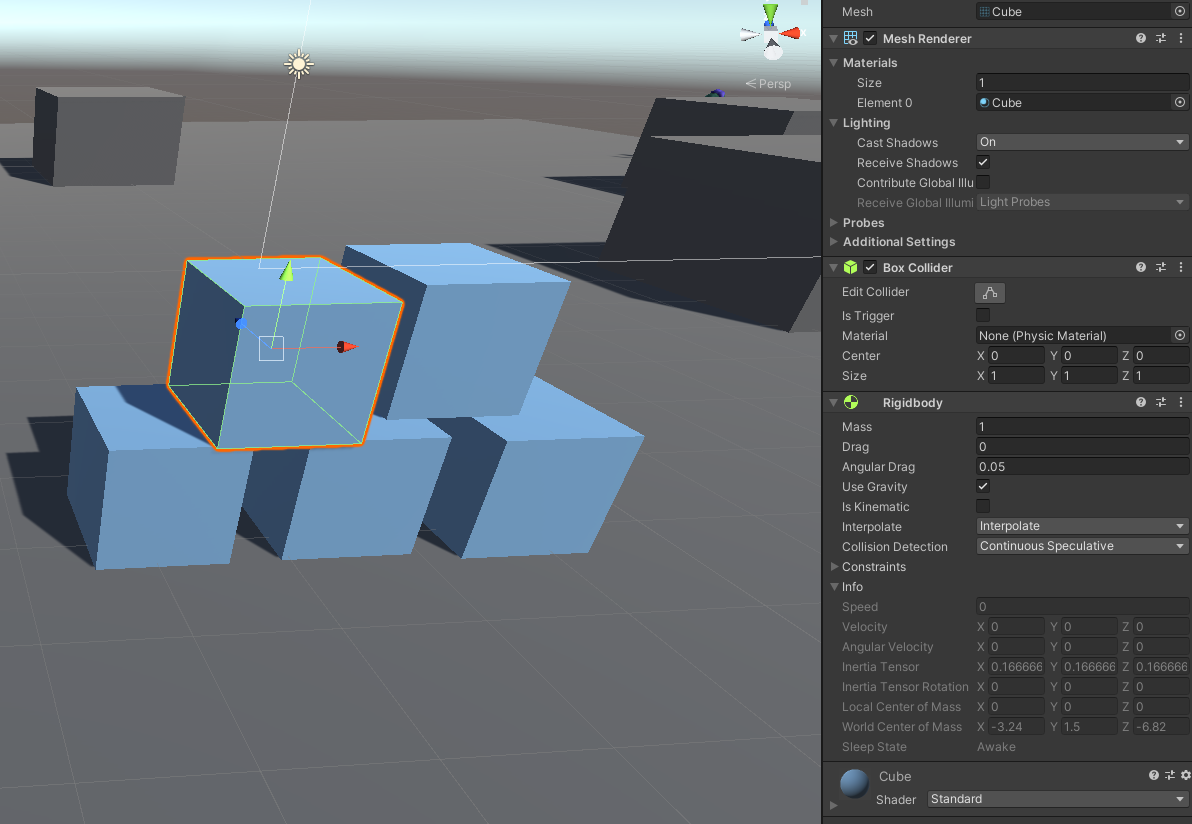 < Persp
Mesh Cube
Mesh Renderer
Materials
Size 1
Element 0 Cube
Lighting
Cast Shadows On
Receive Shadows
Contribute Global Illu
Receive Global Illumi Light Probes
Probes
Additional Settings
Box Collider
Edit Collider
Is Trigger
Material None (Physic Material)
Center X 0 Y 0 Z 0
Size X 1 Y 1 Z 1
Rigidbody
Mass 1
Drag 0
Angular Drag 0.05
Use Gravity
Is Kinematic
Interpolate Interpolate
Collision Detection Continuous Speculative
Constraints
Info
Speed 0
Velocity X 0 Y 0 Z 0
Angular Velocity X 0 Y 0 Z 0
Inertia Tensor X 0.166666 Y 0.166666 Z 0.166666
Inertia Tensor Rotation X 0 Y 0 Z 0
Local Center of Mass X 0 Y 0 Z 0
World Center of Mass X -3.24 Y 1.5 Z -6.82
Sleep State Awake
Cube
Shader Standard